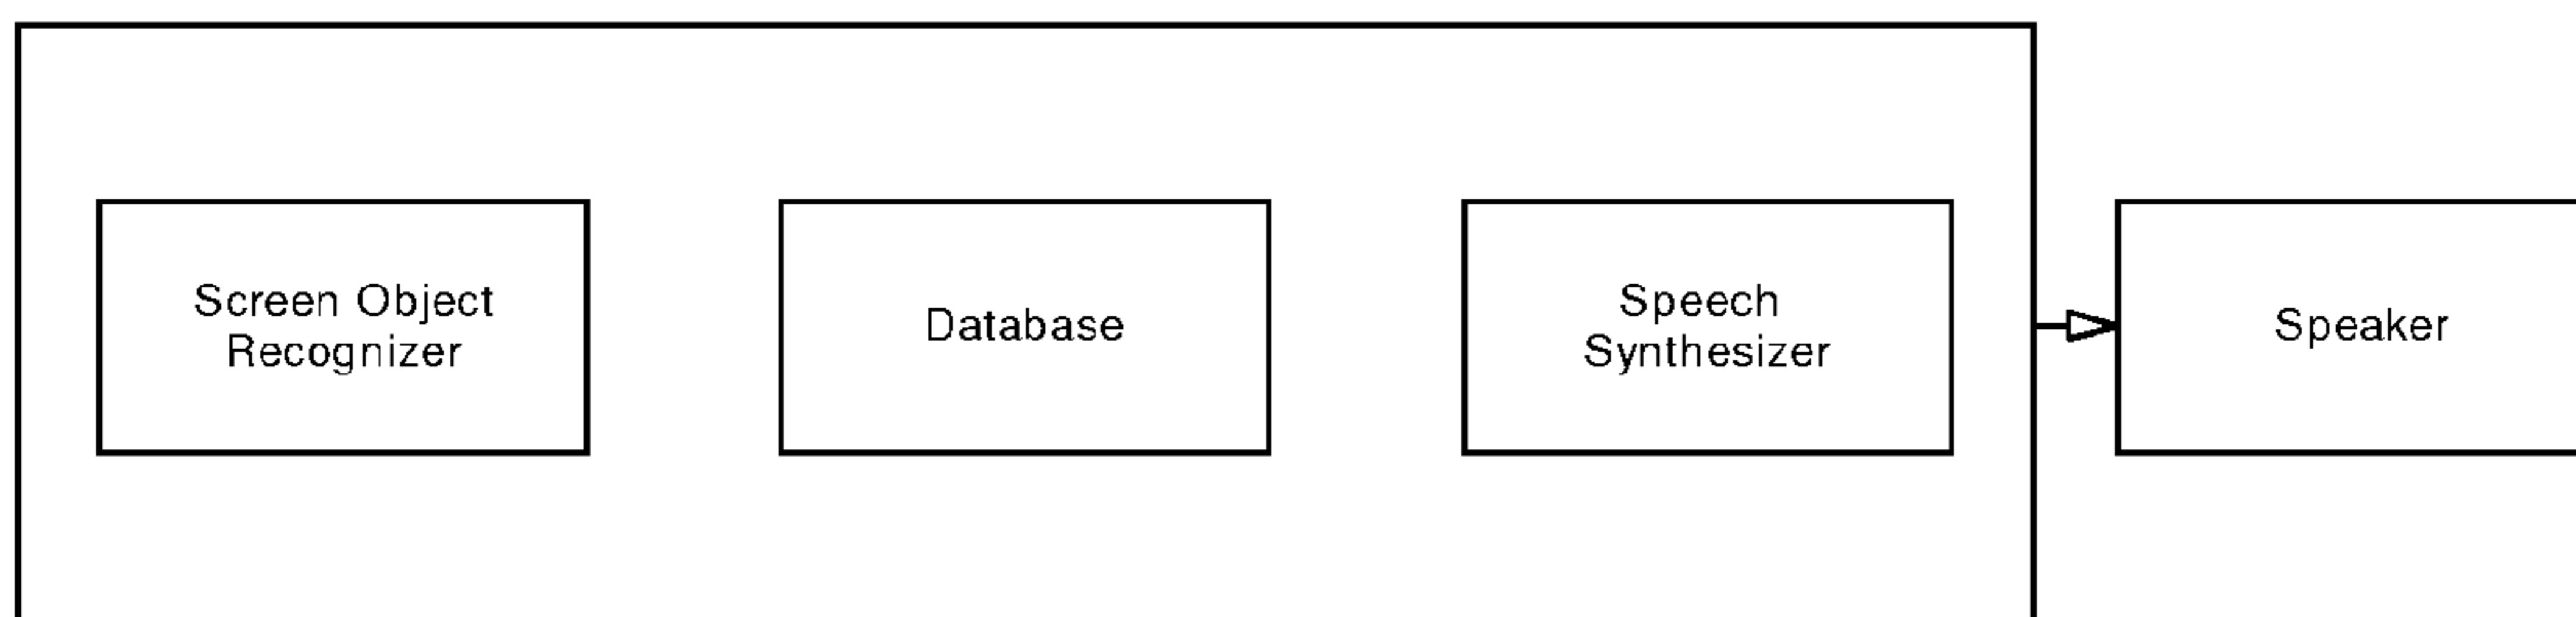 Screen Object
Recognizer
Database
Speech
Synthesizer
Speaker